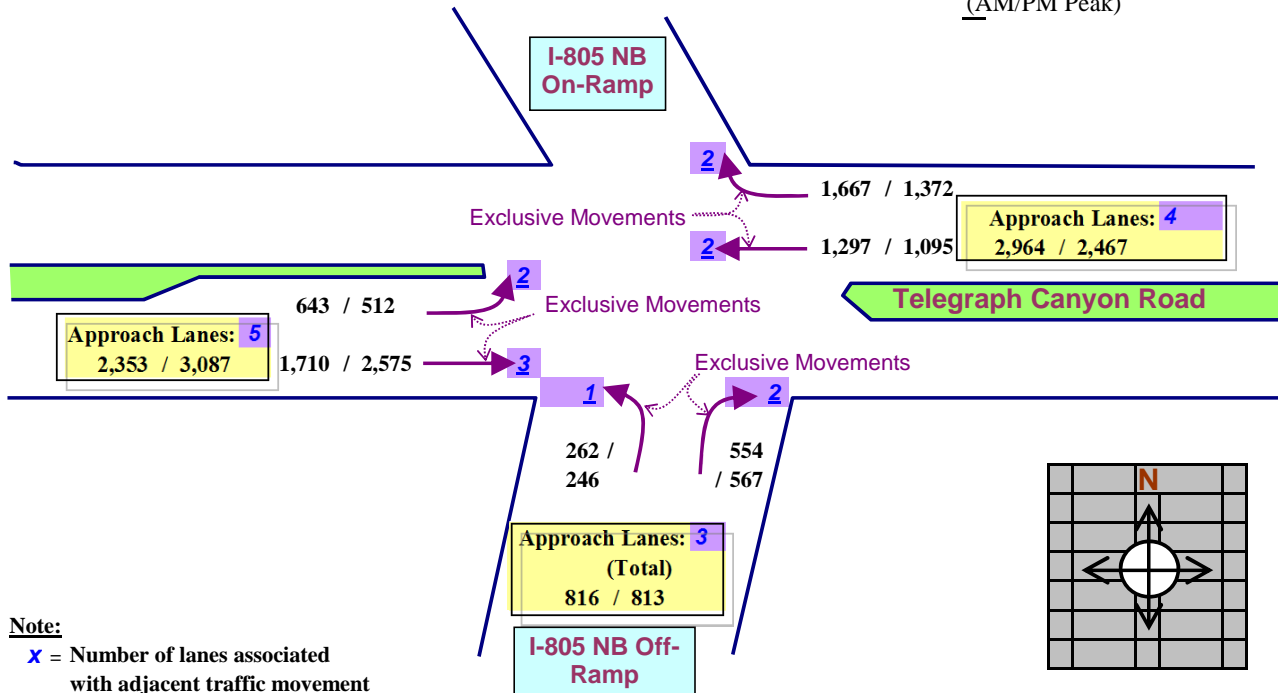 (AM/PM Peak)
I-805 NB
On-Ramp
2
1,667 / 1,372
Exclusive Movements
Approach Lanes: 4
2,964 / 2,467
2
1,297 / 1,095
2
643 / 512
Exclusive Movements
Telegraph Canyon Road
Approach Lanes: 5
2,353 / 3,087
1,710 / 2,575
3
Exclusive Movements
1
2
262 /
246
554
/ 567
N
Approach Lanes: 3
(Total)
816 / 813
Note:
x = Number of lanes associated
with adjacent traffic movement
I-805 NB Off-
Ramp